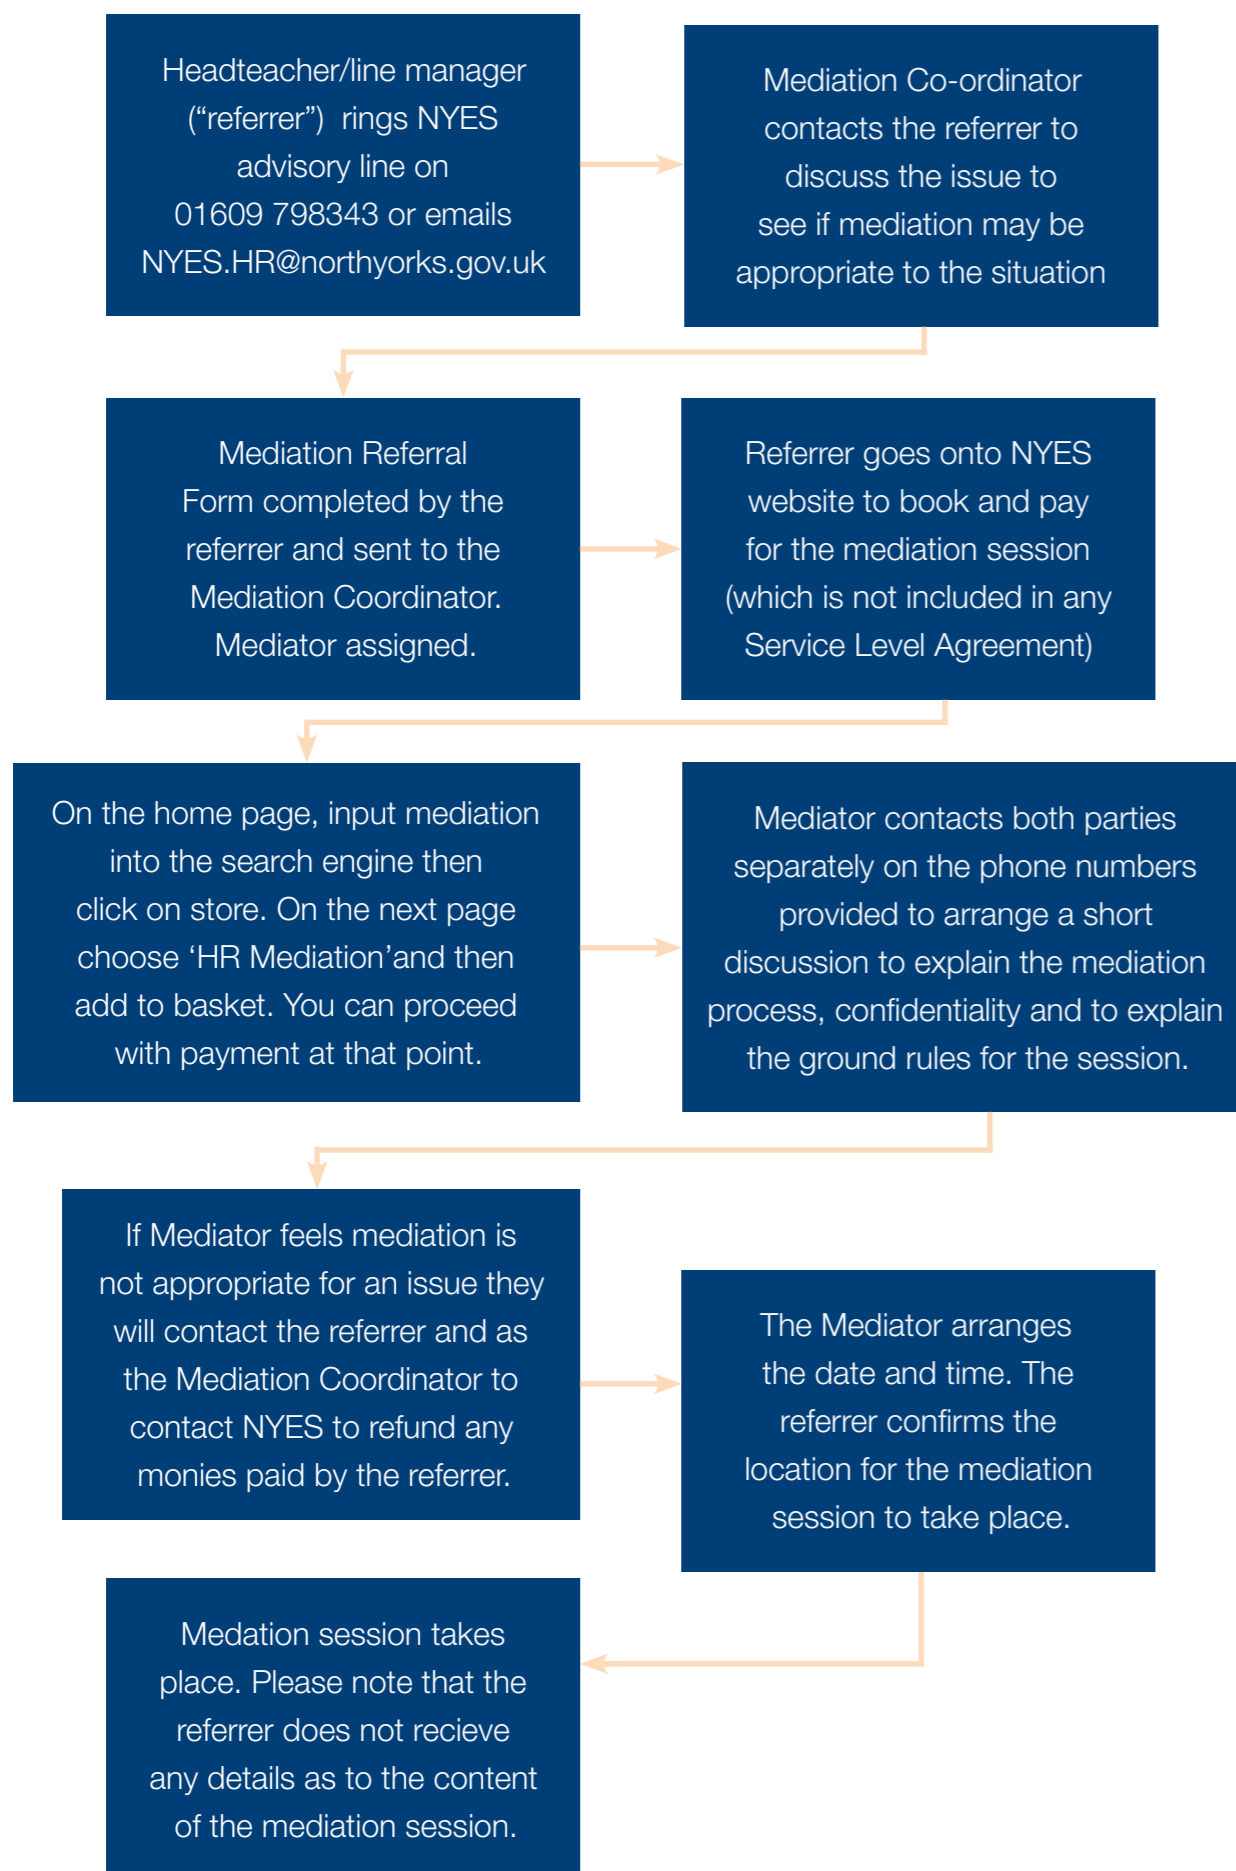 Headteacher/line manager
(“referrer”)  rings NYES
advisory line on
01609 798343 or emails
NYES.HR@northyorks.gov.uk
Mediation Co-ordinator
contacts the referrer to
discuss the issue to
see if mediation may be
appropriate to the situation
Mediation Referral
Form completed by the
referrer and sent to the
Mediation Coordinator.
Mediator assigned.
Referrer goes onto NYES
website to book and pay
for the mediation session
(which is not included in any
Service Level Agreement)
On the home page, input mediation
into the search engine then
click on store. On the next page
choose ‘HR Mediation’and then
add to basket. You can proceed
with payment at that point.
Mediator contacts both parties
separately on the phone numbers
provided to arrange a short
discussion to explain the mediation
process, confidentiality and to explain
the ground rules for the session.
If Mediator feels mediation is
not appropriate for an issue they
will contact the referrer and as
the Mediation Coordinator to
contact NYES to refund any
monies paid by the referrer.
The Mediator arranges
the date and time. The
referrer confirms the
location for the mediation
session to take place.
Medation session takes
place. Please note that the
referrer does not recieve
any details as to the content
of the mediation session.